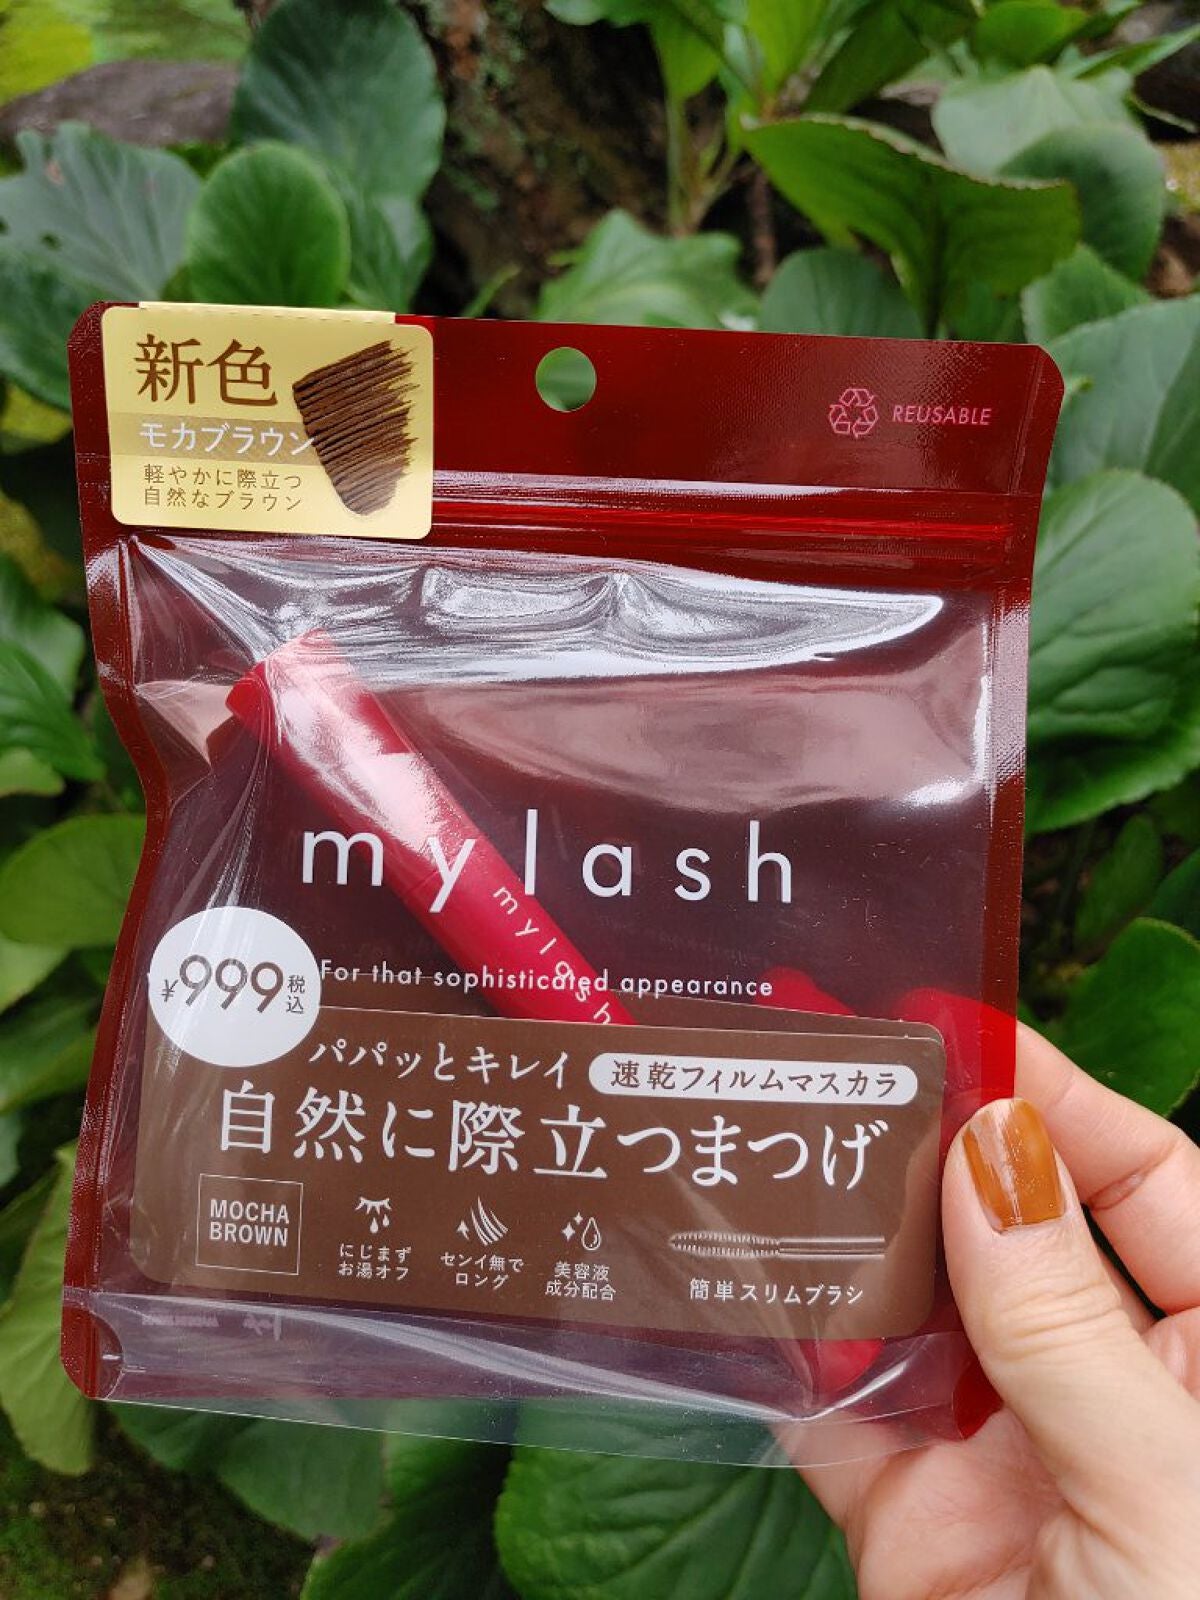 新色
モカブラウン
軽やかに際立つ
自然なブラウン
REUSABLE
mylash
mylash
For that sophisticated appearance
¥999税込
パパッとキレイ 速乾フィルムマスカラ
自然に際立つまつげ
MOCHA
BROWN
にじまず
お湯オフ
センイ無で
ロング
美容液
成分配合
簡単スリムブラシ